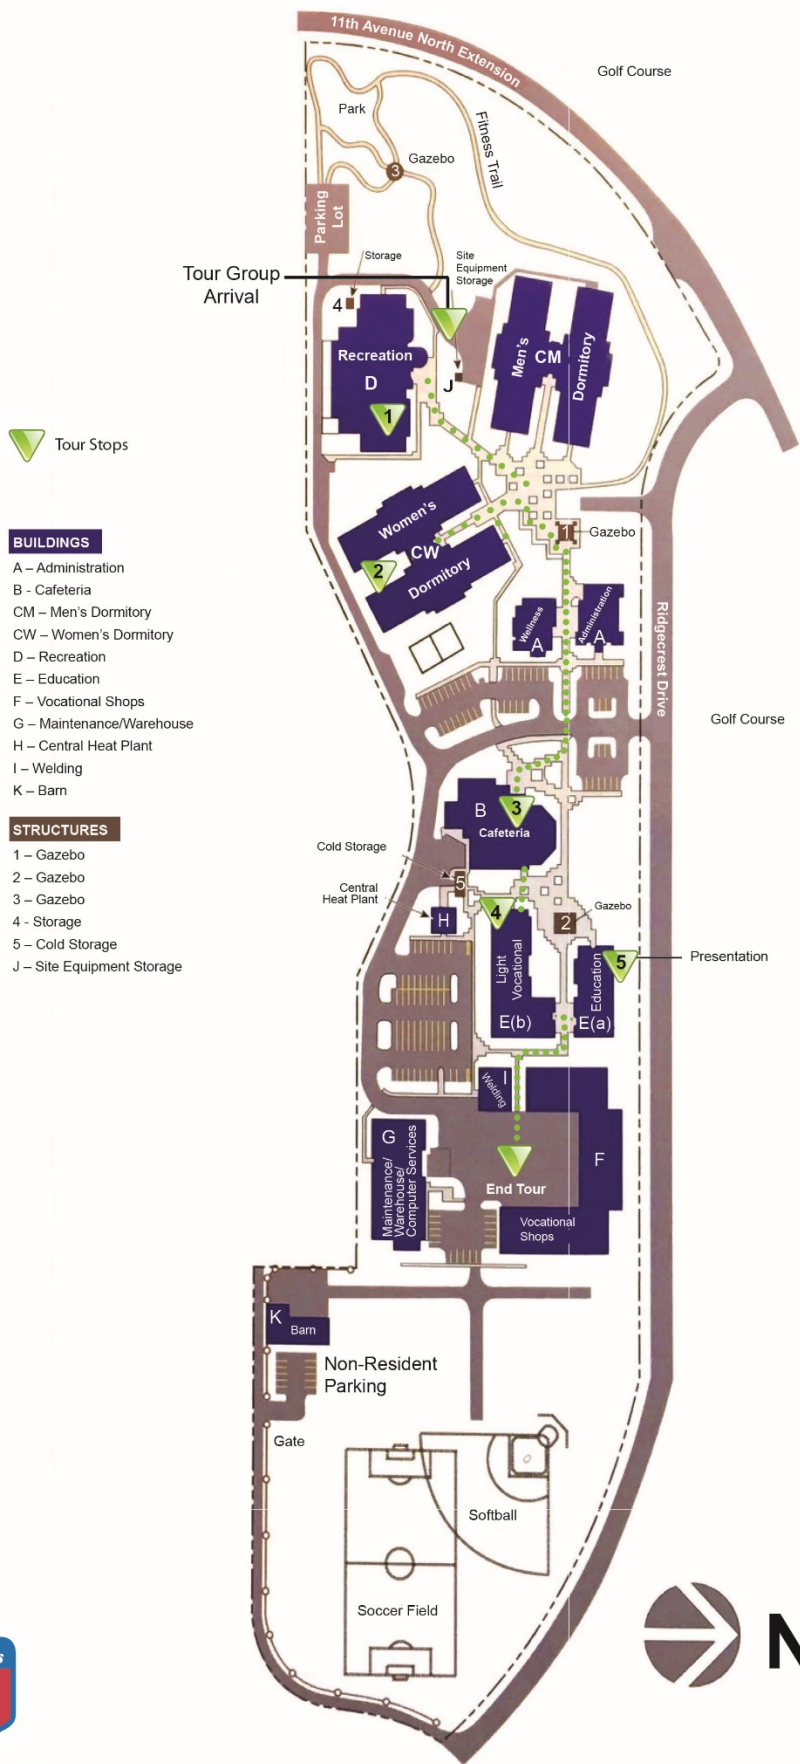 11th Avenue North Extension
Golf Course
Park
Fitness Trail
Gazebo
3
Parking
Lot
Storage
Site
Equipment
Storage
Tour Group
Arrival
4
Recreation
D
1
J
Men's
CM
Dormitory
Tour Stops
Women's
CW
Dormitory
2
1
Gazebo
Wellness
A
Administration
A
Ridgecrest Drive
Golf Course
BUILDINGS
A – Administration
B - Cafeteria
CM – Men's Dormitory
CW – Women's Dormitory
D – Recreation
E – Education
F – Vocational Shops
G – Maintenance/Warehouse
H – Central Heat Plant
I – Welding
K – Barn
STRUCTURES
1 – Gazebo
2 – Gazebo
3 – Gazebo
4 - Storage
5 – Cold Storage
J – Site Equipment Storage
B
3
Cafeteria
Cold Storage
5
Central
Heat Plant
H
4
2
Gazebo
Light
Vocational
E(b)
Education
E(a)
5
Presentation
Welding
I
G
Maintenance/
Warehouse/
Computer Services
F
End Tour
Vocational
Shops
K
Barn
Non-Resident
Parking
Gate
Softball
Soccer Field
N
s